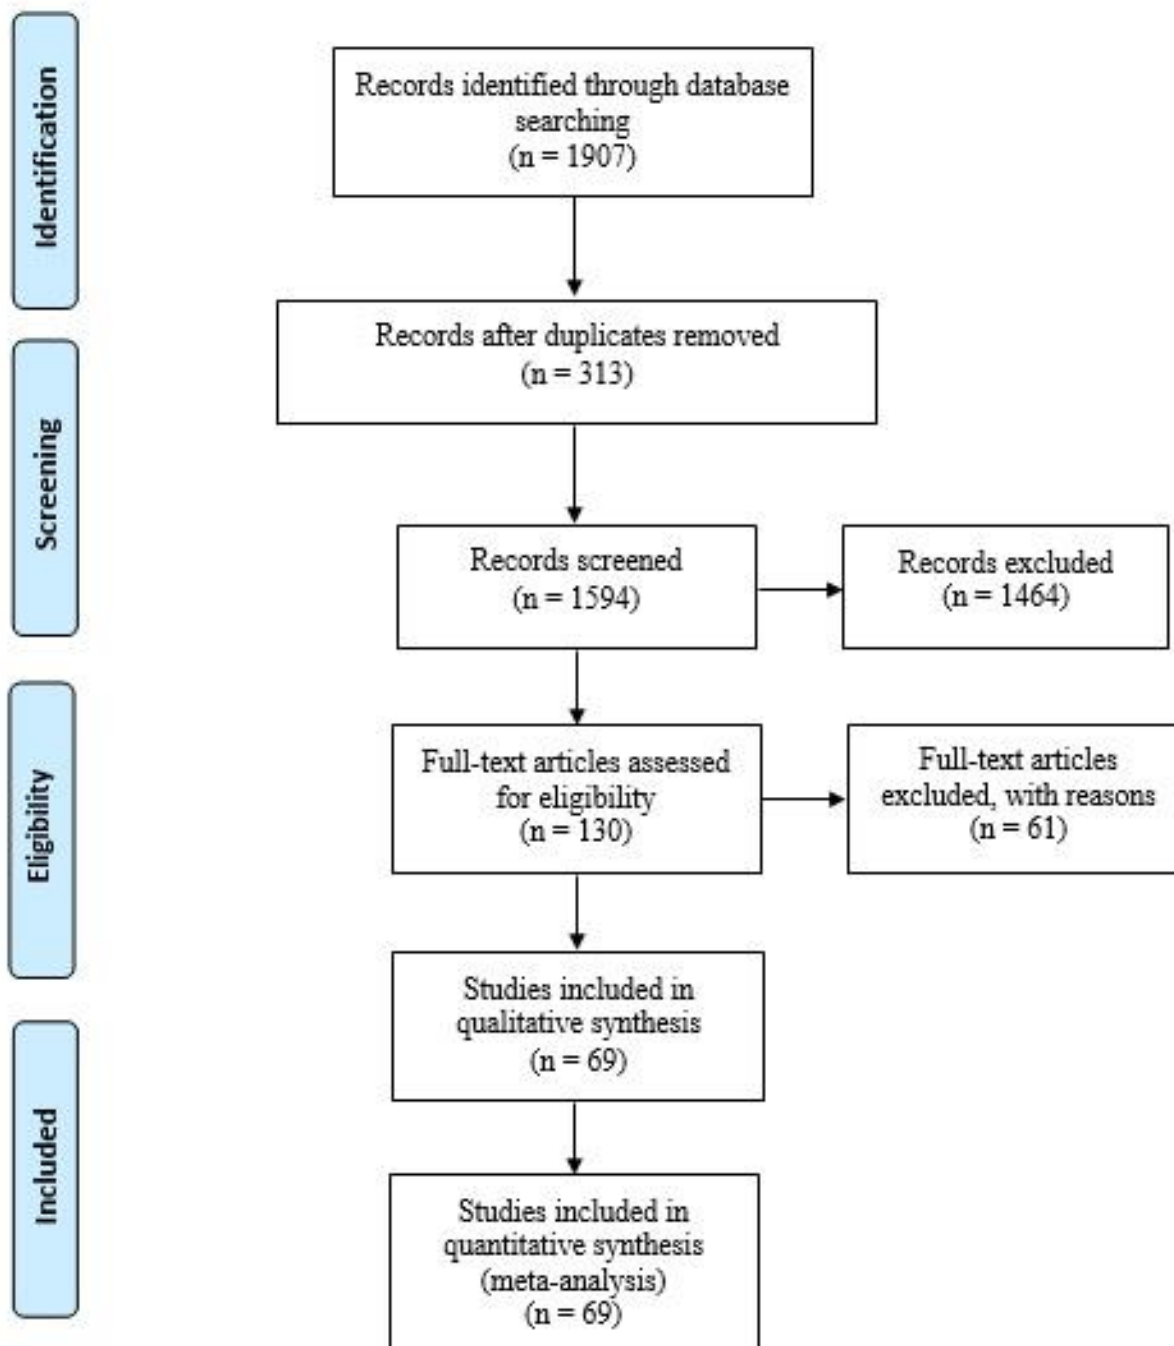 Identification
Records identified through database
searching
(n = 1907)
Records after duplicates removed
(n = 313)
Screening
Records screened
(n = 1594)
Records excluded
(n = 1464)
Eligibility
Full-text articles assessed
for eligibility
(n = 130)
Full-text articles
excluded, with reasons
(n = 61)
Studies included in
qualitative synthesis
(n = 69)
Included
Studies included in
quantitative synthesis
(meta-analysis)
(n = 69)